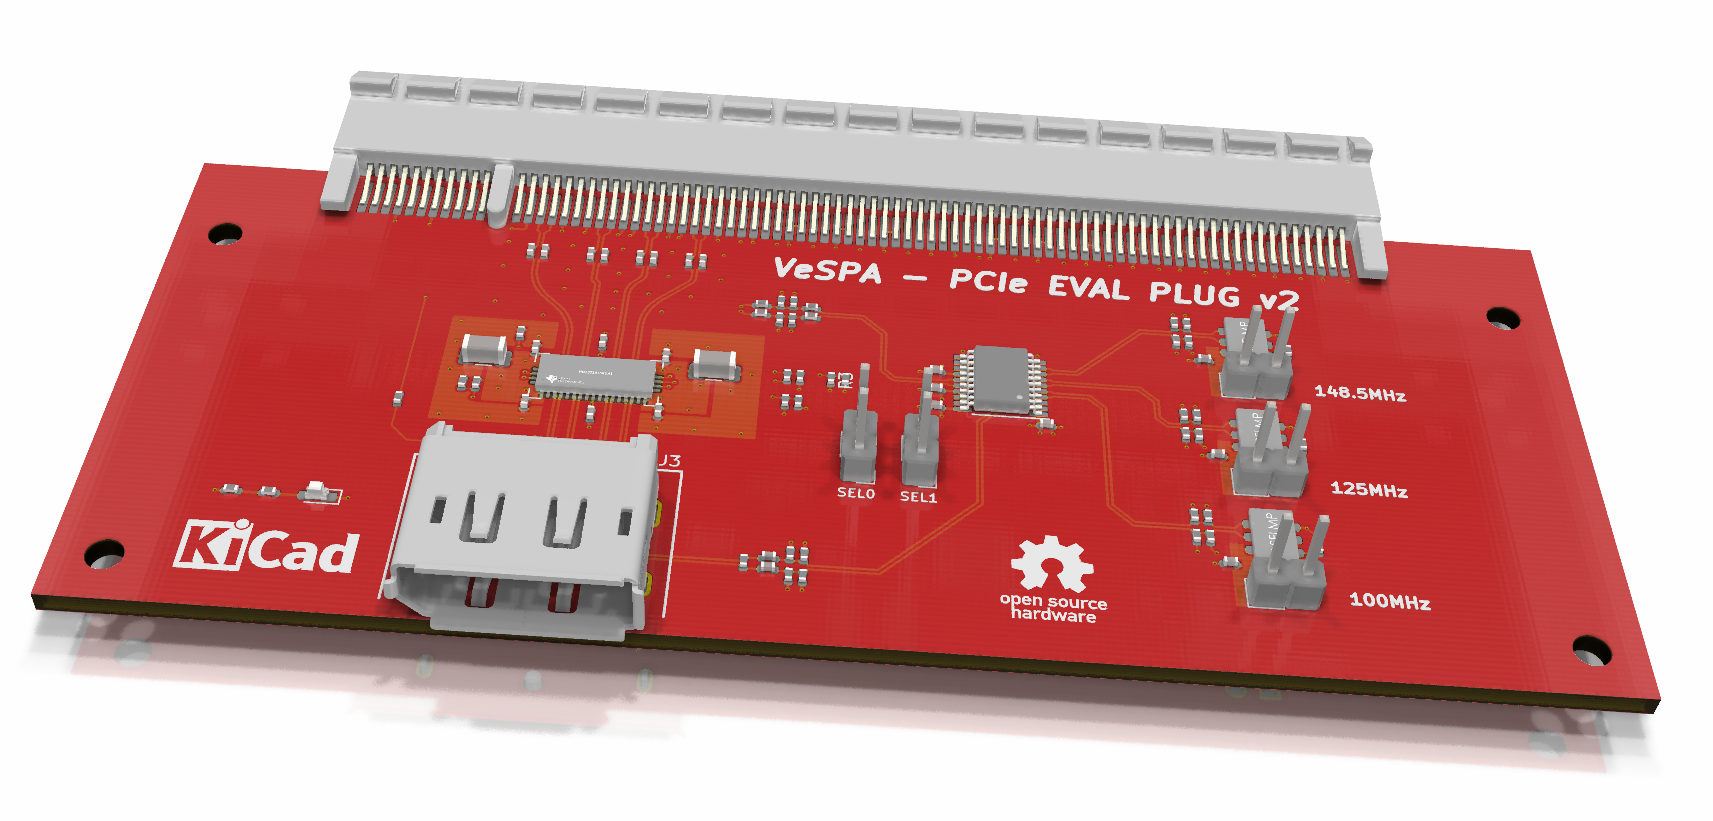 VeSPA – PCIe EVAL PLUG v2
148.5MHz
125MHz
100MHz
J3
SEL0
SEL1
KiCad
open source
hardware